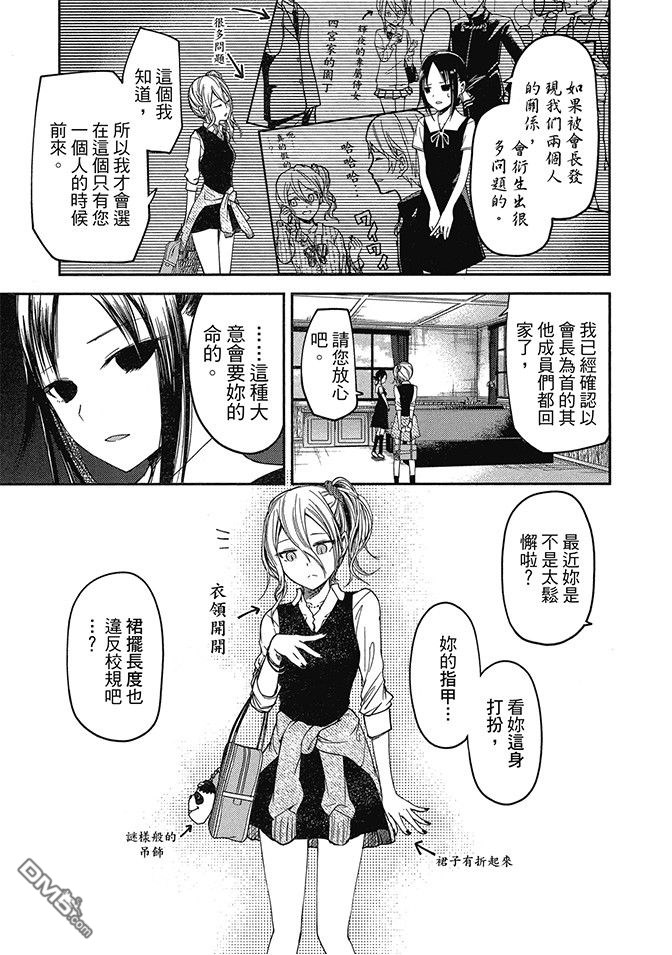 如果被會長發
現我們兩個人
的關係，
會衍生出很
多問題的。
四宮家的園丁
很多問題
這個我
知道，
所以我才會選
在這個只有您
一個人的時候
前來。
我已經確認以
會長為首的其
他成員們都回
家了，
請您放心
吧。
……這種大
意會要妳的
命的。
最近妳是
不是太鬆
懈啦？
看妳這身
打扮，
妳的指甲…
衣領開開
裙擺長度也
違反校規吧
…？
謎樣般的
吊飾
裙子有折起來
DM5.com